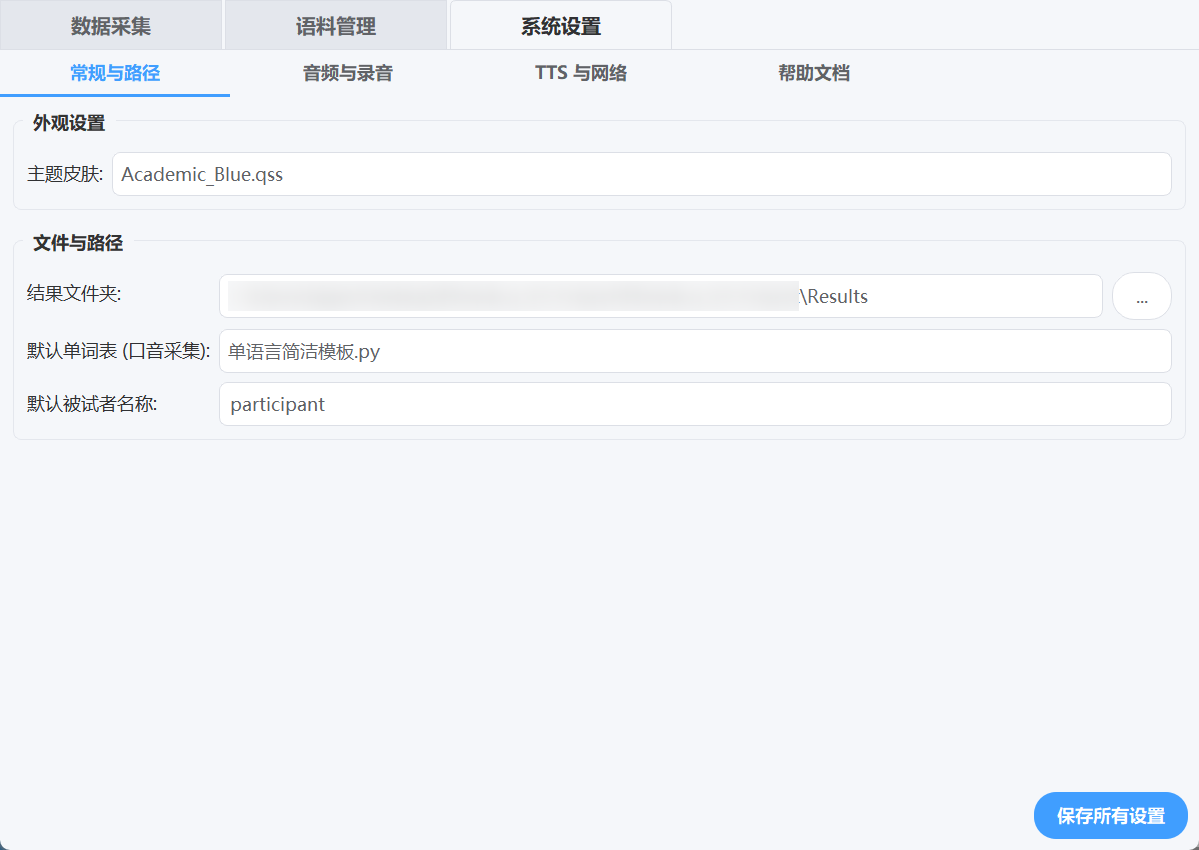 数据采集 语料管理 系统设置
常规与路径 音频与录音 TTS 与网络 帮助文档
外观设置
主题皮肤: Academic_Blue.qss
文件与路径
结果文件夹: \Results ...
默认单词表 (口音采集): 单语言简洁模板.py
默认被试者名称: participant
保存所有设置